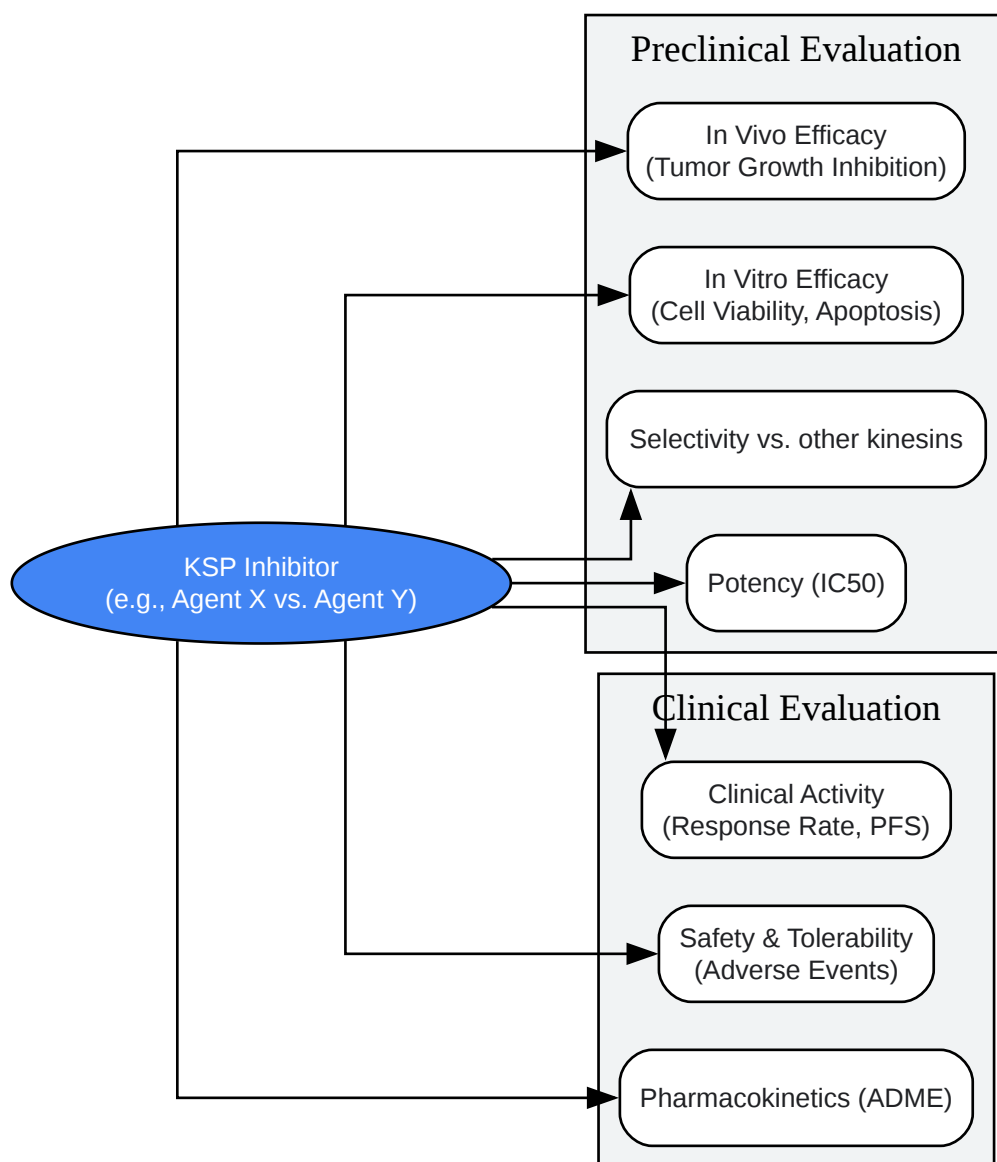 Preclinical Evaluation
In Vivo Efficacy
(Tumor Growth Inhibition)
In Vitro Efficacy
(Cell Viability, Apoptosis)
Selectivity vs. other kinesins
KSP Inhibitor
(e.g., Agent X vs. Agent Y)
Potency (IC50)
Clinical Evaluation
Clinical Activity
(Response Rate, PFS)
Safety & Tolerability
(Adverse Events)
Pharmacokinetics (ADME)